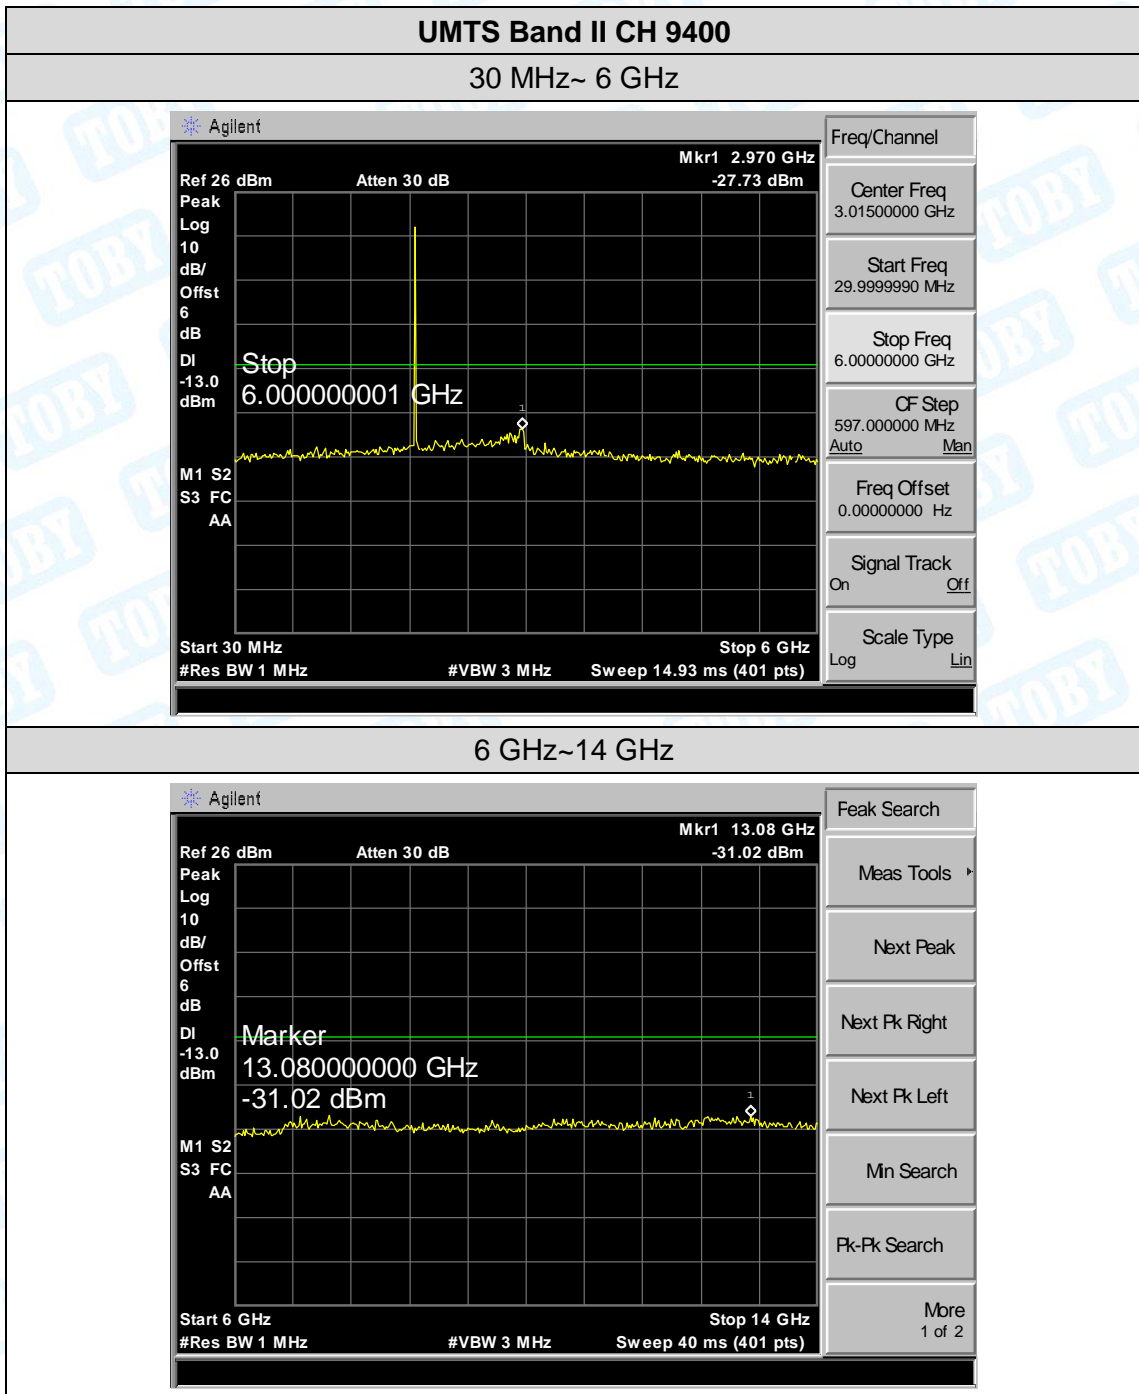 UMTS Band II CH 9400
30 MHz~ 6 GHz
Agilent
Freq/Channel
Mkr1 2.970 GHz
Ref 26 dBm Atten 30 dB -27.73 dBm
Peak
Log
10
dB/
Offst
6
dB
DI
-13.0
dBm
Stop
6.000000001 GHz
1
M1 S2
S3 FC
AA
Start 30 MHz Stop 6 GHz
#Res BW 1 MHz #VBW 3 MHz Sweep 14.93 ms (401 pts)
Center Freq
3.01500000 GHz
Start Freq
29.9999990 MHz
Stop Freq
6.00000000 GHz
CF Step
597.000000 MHz
Auto Man
Freq Offset
0.00000000 Hz
Signal Track
On Off
Scale Type
Log Lin
6 GHz~14 GHz
Agilent
Feak Search
Mkr1 13.08 GHz
Ref 26 dBm Atten 30 dB -31.02 dBm
Peak
Log
10
dB/
Offst
6
dB
DI
-13.0
dBm
Marker
13.080000000 GHz
-31.02 dBm
1
M1 S2
S3 FC
AA
Start 6 GHz Stop 14 GHz
#Res BW 1 MHz #VBW 3 MHz Sweep 40 ms (401 pts)
Meas Tools
Next Peak
Next Pk Right
Next Pk Left
Min Search
Pk-Pk Search
More
1 of 2
TOBY